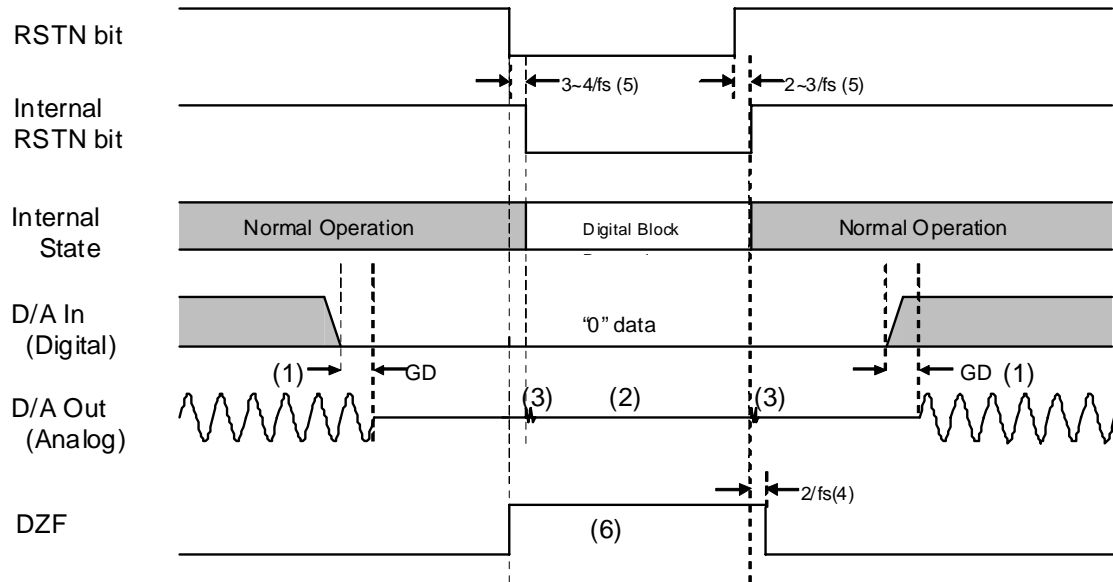 RSTN bit
3~4/fs (5)
2~3/fs (5)
Internal
RSTN bit
Internal
State
Normal Operation
Digital Block
Normal Operation
D/A In
(Digital)
“0” data
(1)
GD
GD
(1)
D/A Out
(Analog)
(3)
(2)
(3)
2/fs(4)
DZF
(6)